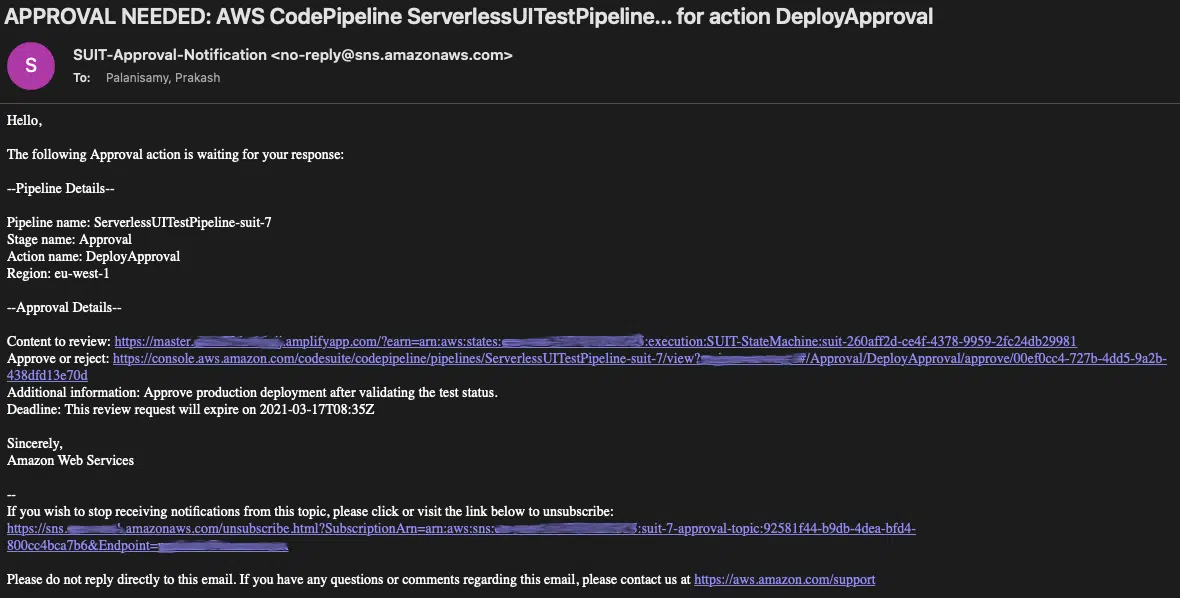 APPROVAL NEEDED: AWS CodePipeline ServerlessUITestPipeline... for action DeployApproval
S
SUIT-Approval-Notification <no-reply@sns.amazonaws.com>
To: Palanisamy, Prakash
Hello,
The following Approval action is waiting for your response:
--Pipeline Details--
Pipeline name: ServerlessUITestPipeline-suit-7
Stage name: Approval
Action name: DeployApproval
Region: eu-west-1
--Approval Details--
Content to review: https://master. .amplifyapp.com/?earn=arn:aws:states: :execution:SUIT-StateMachine:suit-260aff2d-ce4f-4378-9959-2fc24db29981
Approve or reject: https://console.aws.amazon.com/codesuite/codepipeline/pipelines/ServerlessUITestPipeline-suit-7/view? #/Approval/DeployApproval/approve/00ef0cc4-727b-4dd5-9a2b-
438dfd13e70d
Additional information: Approve production deployment after validating the test status.
Deadline: This review request will expire on 2021-03-17T08:35Z
Sincerely,
Amazon Web Services
--
If you wish to stop receiving notifications from this topic, please click or visit the link below to unsubscribe:
https://sns. .amazonaws.com/unsubscribe.html?SubscriptionArn=arn:aws:sns: :suit-7-approval-topic:92581f44-b9db-4dea-bfd4-
800cc4bca7b6&Endpoint=
Please do not reply directly to this email. If you have any questions or comments regarding this email, please contact us at https://aws.amazon.com/support